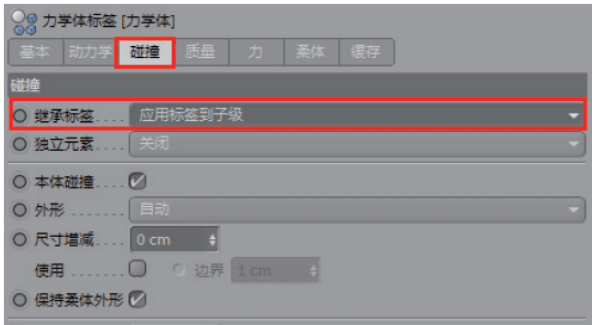 力学体标签 [力学体]
基本 动力学 碰撞 质量 力 柔体 缓存
碰撞
继承标签.... 应用标签到子级
独立元素.... 关闭
本体碰撞....
外形....... 自动
尺寸增减.... 0 cm
使用....... 边界 1 cm
保持柔体外形